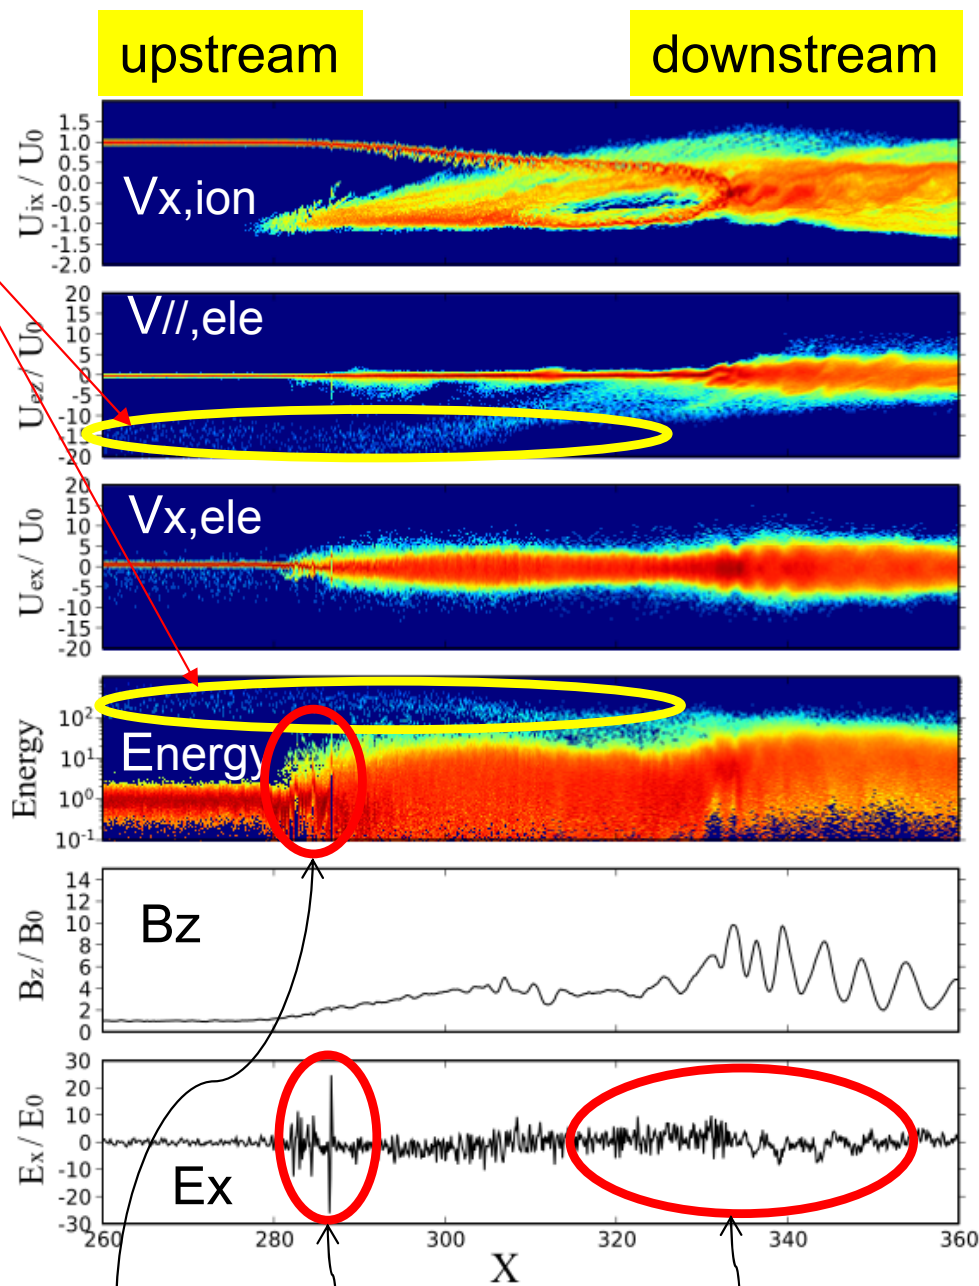 upstream
downstream
Uix / U0
1.5
1.0
0.5
0.0
-0.5
-1.0
-1.5
-2.0
Vx,ion
Uez / U0
20
15
10
5
0
-5
-10
-15
-20
V//,ele
Uex / U0
20
15
10
5
0
-5
-10
-15
-20
Vx,ele
Energy
10²
10¹
10⁰
10⁻¹
Energy
Bz / B0
14
12
10
8
6
4
2
0
Bz
Ex / E0
30
20
10
0
-10
-20
-30
Ex
260 280 300 320 340 360
X